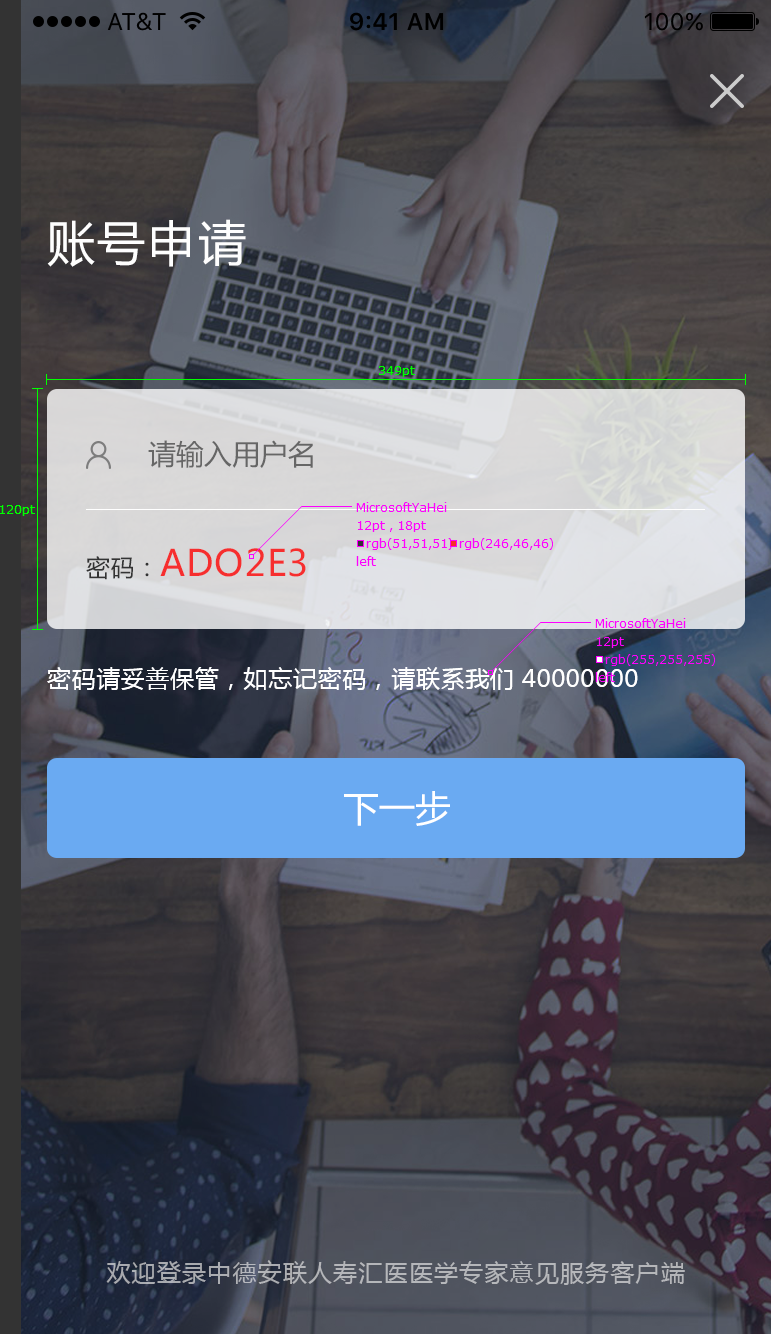 ●●●●● AT&T 9:41 AM 100%
账号申请
349pt
120pt
请输入用户名
MicrosoftYaHei
12pt , 18pt
rgb(51,51,51) rgb(246,46,46)
left
密码：ADO2E3
MicrosoftYaHei
12pt
rgb(255,255,255)
left
密码请妥善保管，如忘记密码，请联系我们 40000000
下一步
欢迎登录中德安联人寿汇医医学专家意见服务客户端